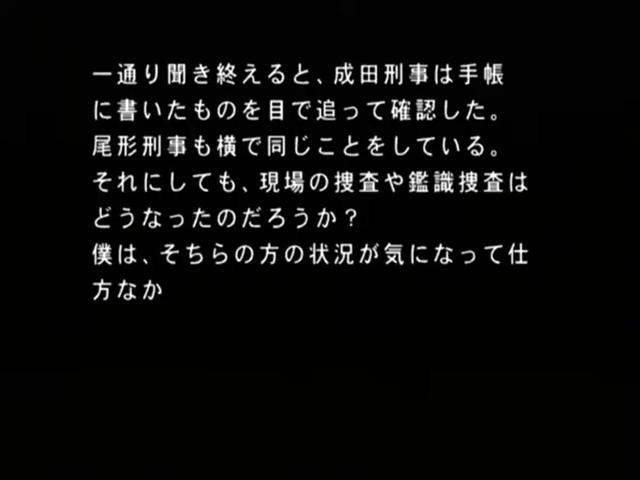 一通り聞き終えると、成田刑事は手帳
に書いたものを目で追って確認した。
尾形刑事も横で同じことをしている。
それにしても、現場の捜査や鑑識捜査は
どうなったのだろうか？
僕は、そちらの方の状況が気になって仕
方なか